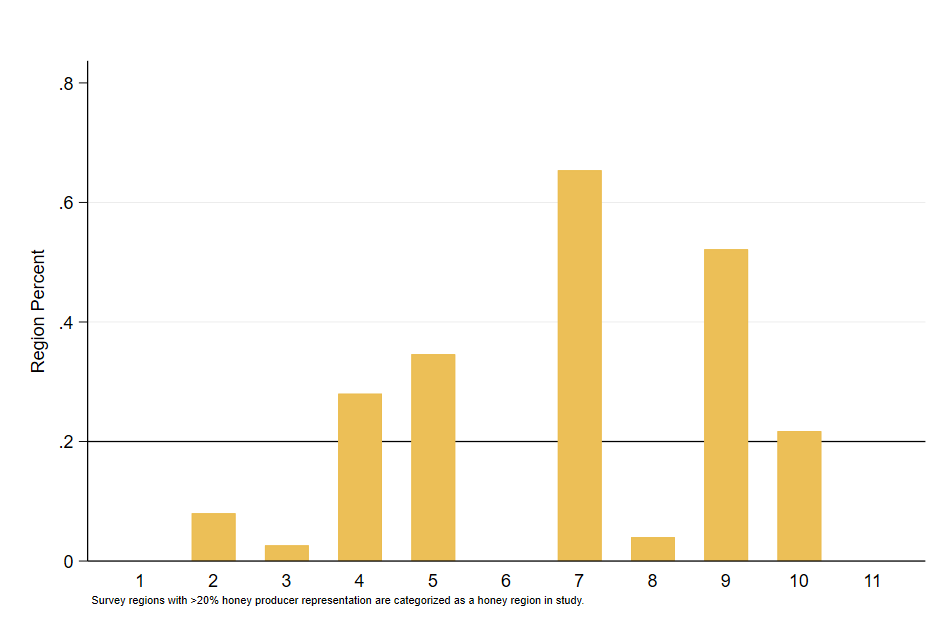 .8
.6
.4
.2
0
Region Percent
1 2 3 4 5 6 7 8 9 10 11
Survey regions with >20% honey producer representation are categorized as a honey region in study.